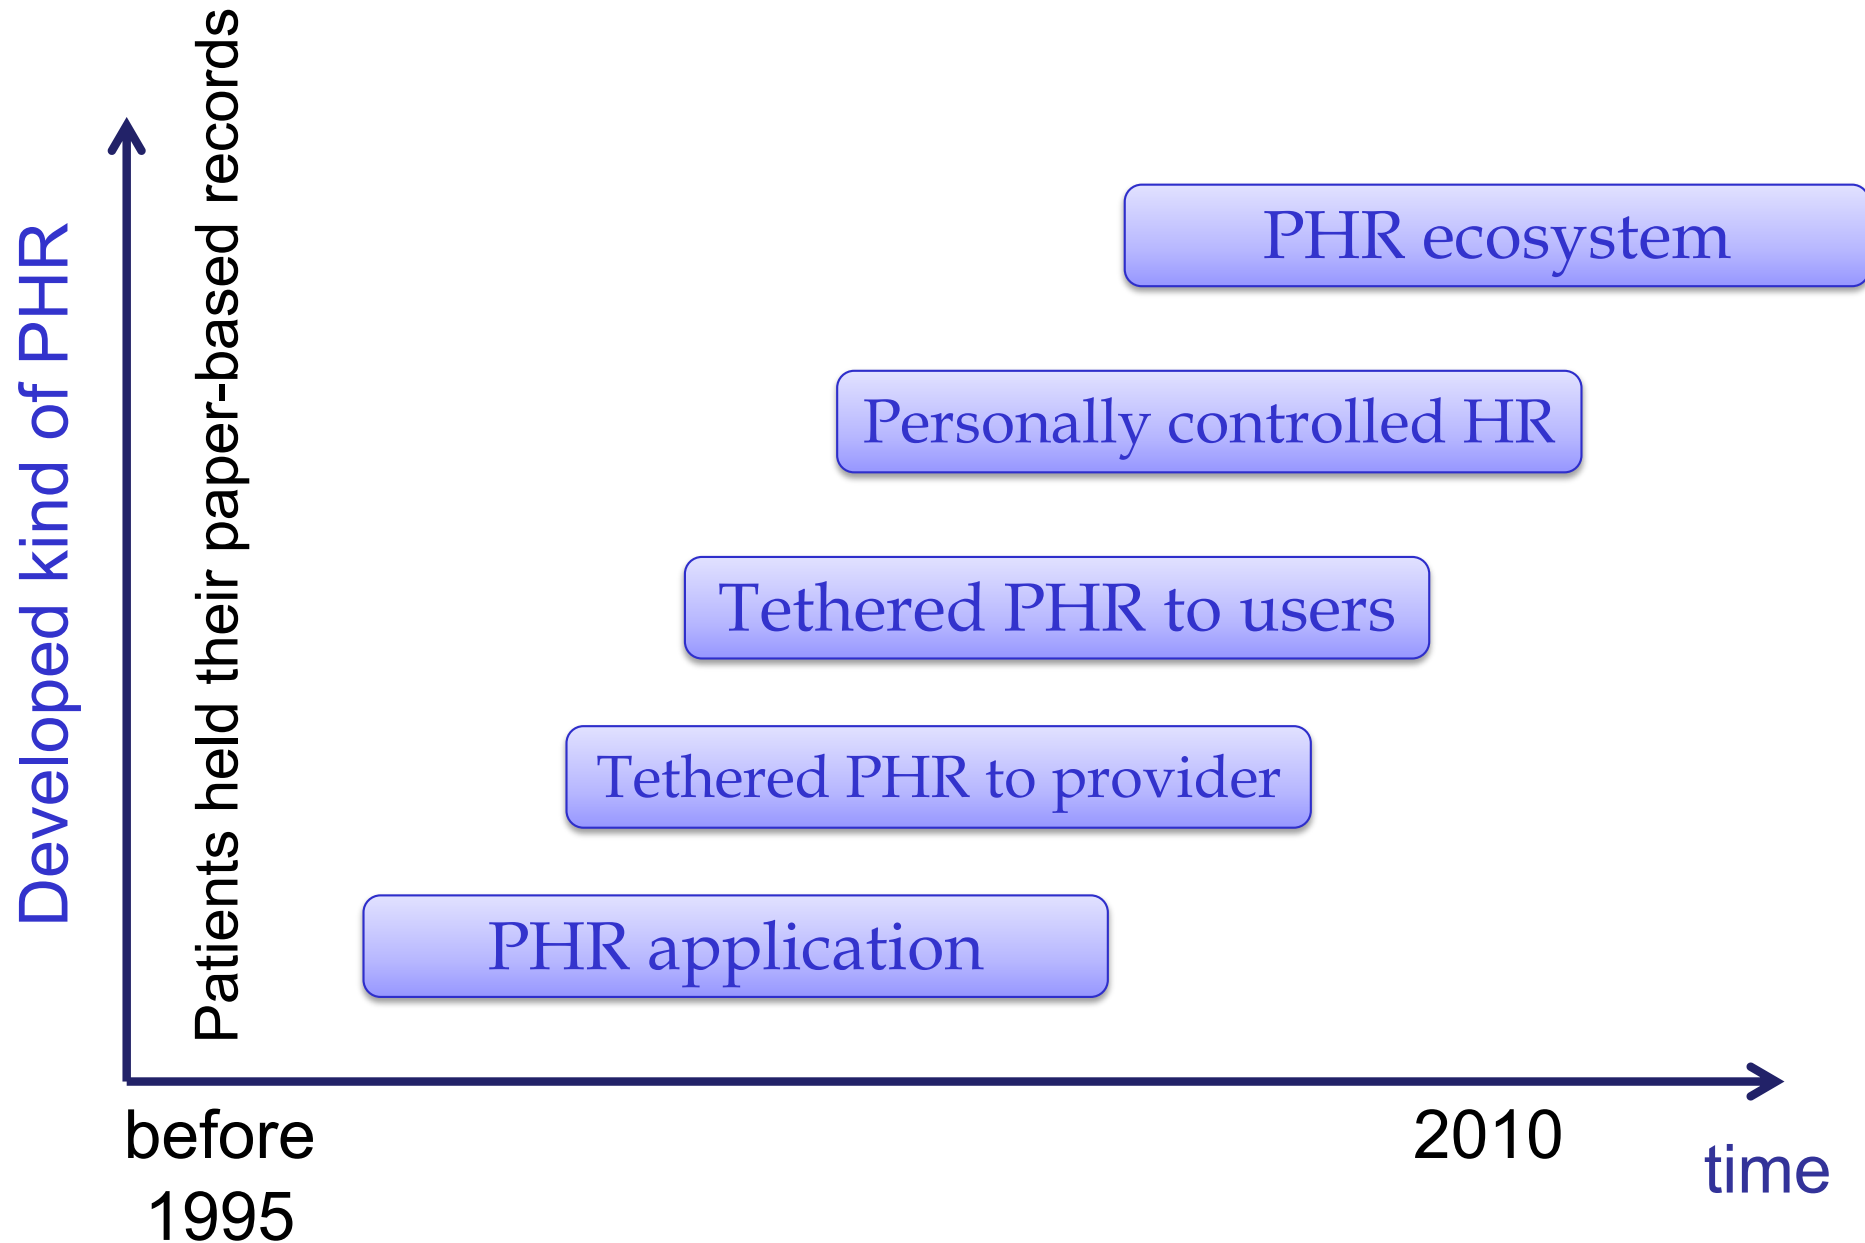 Developed kind of PHR
Patients held their paper-based records
PHR ecosystem
Personally controlled HR
Tethered PHR to users
Tethered PHR to provider
PHR application
before
1995
2010
time